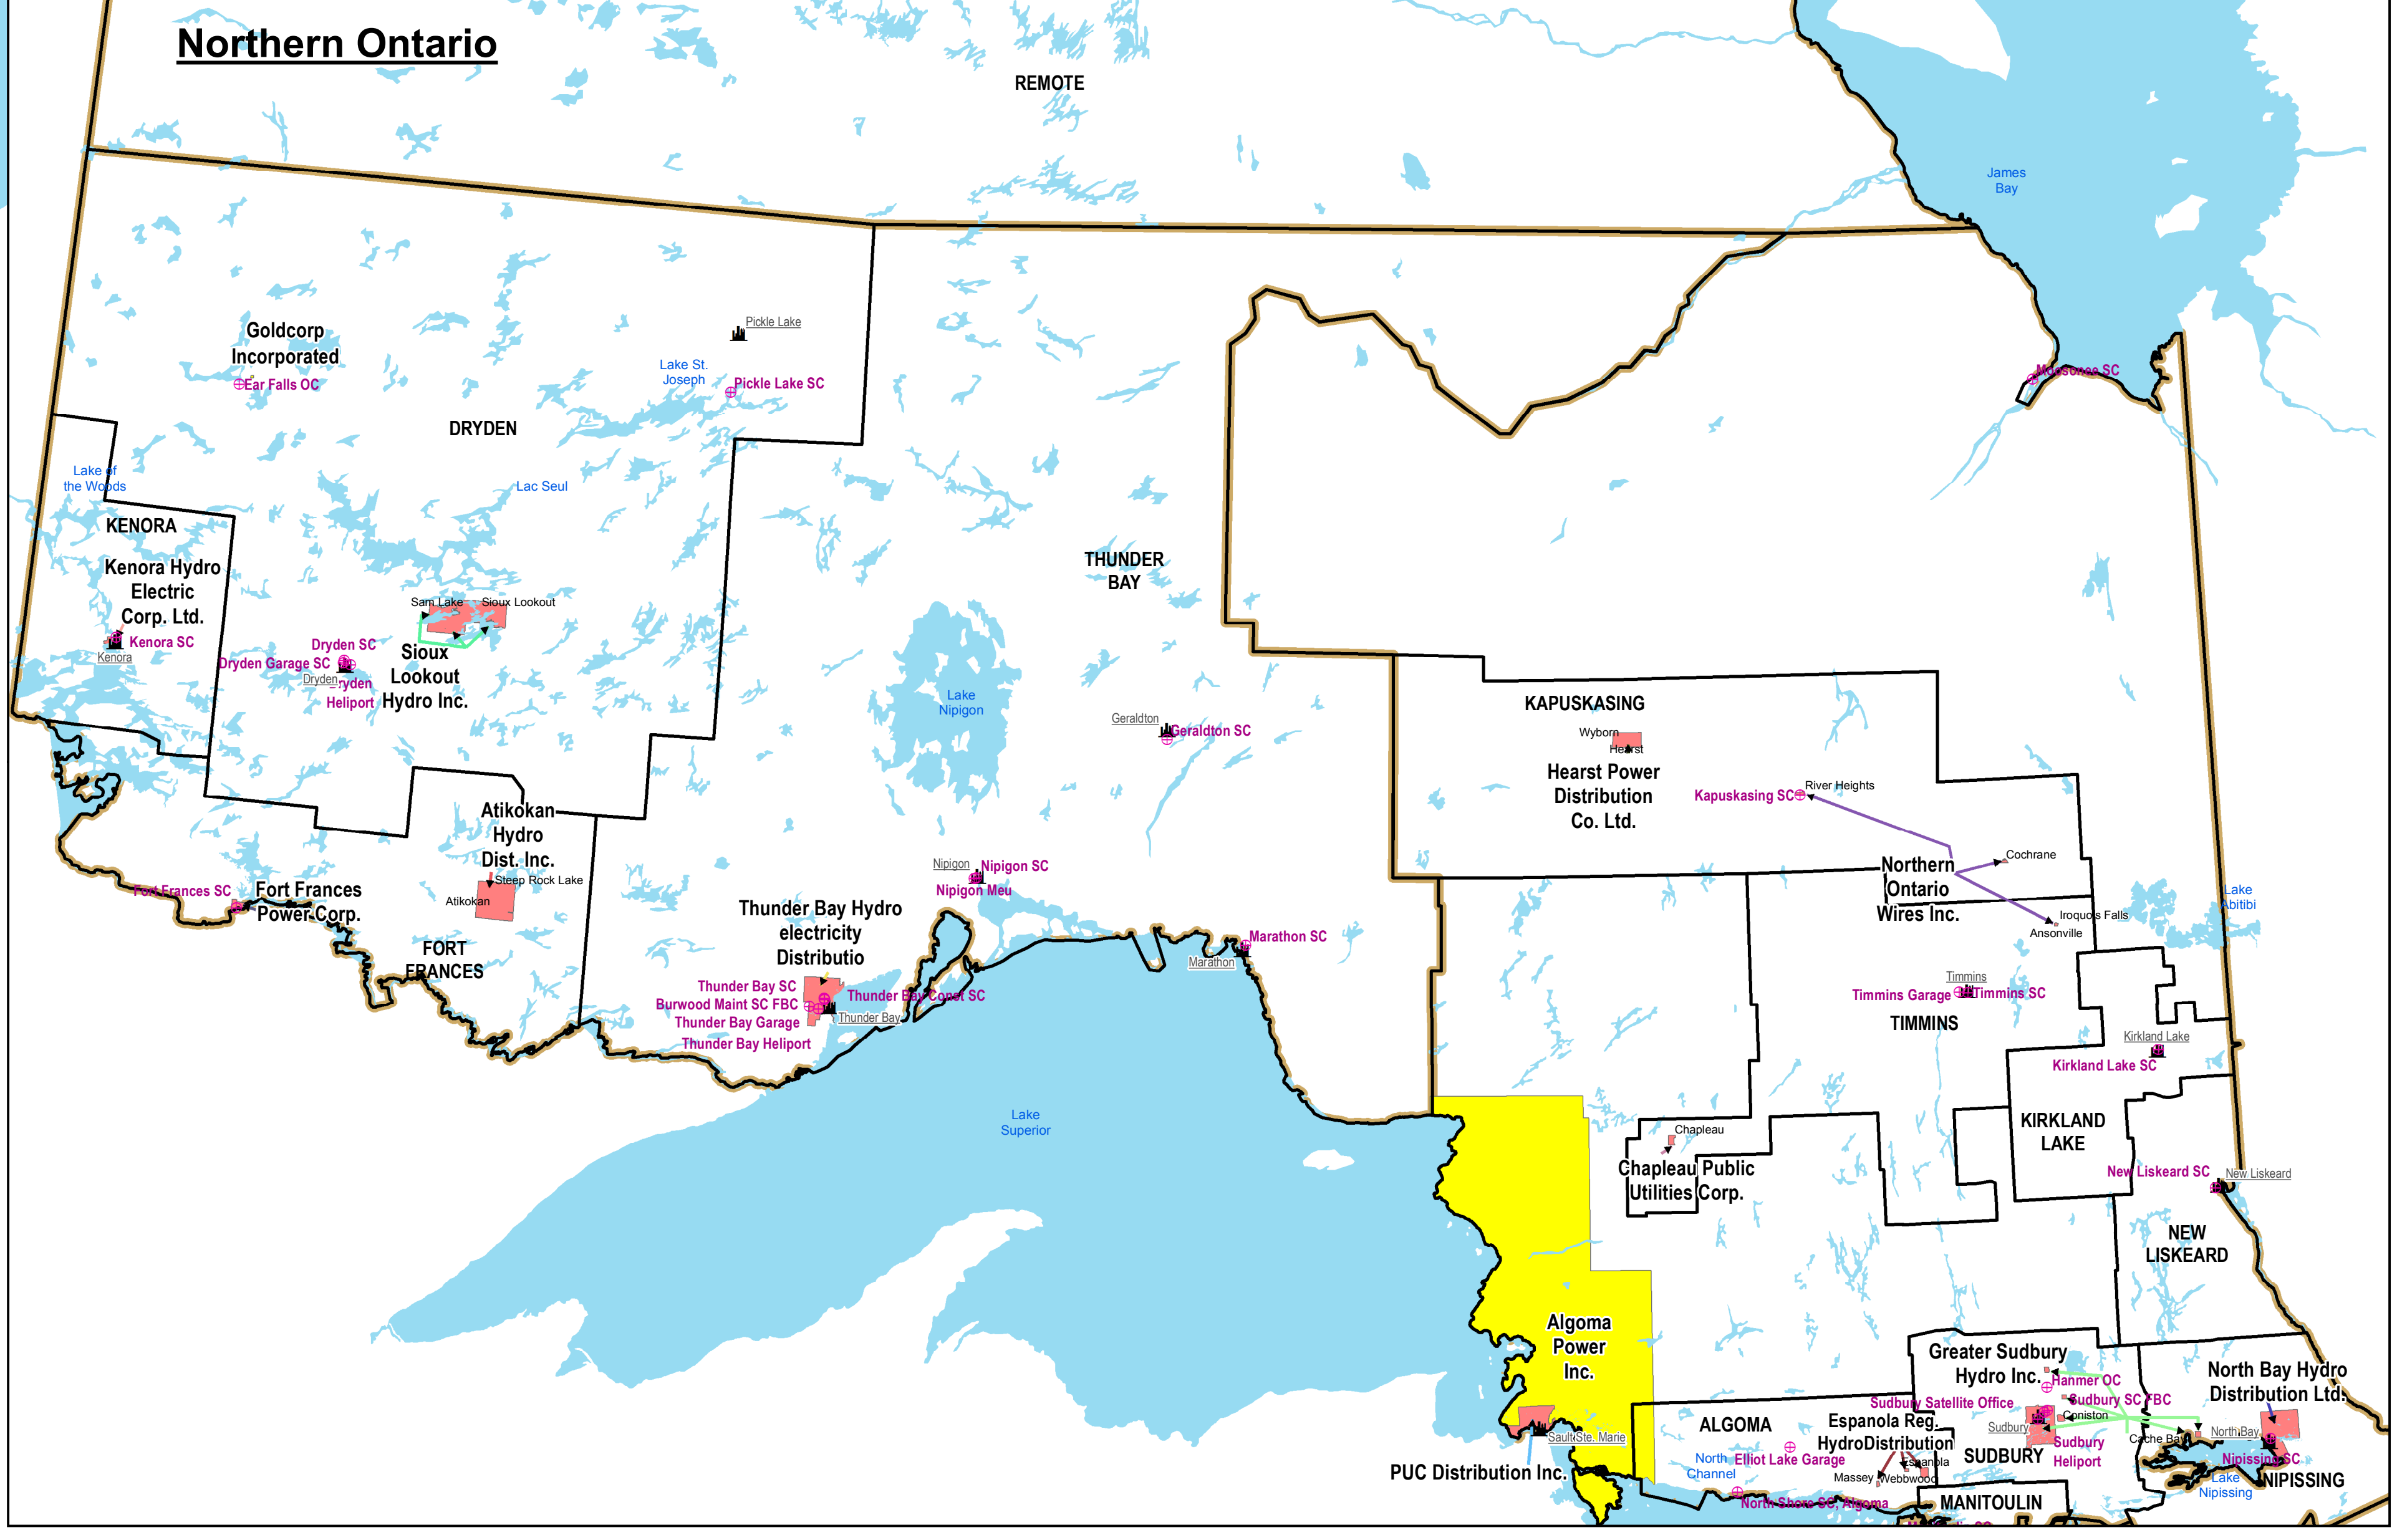 Northern Ontario
REMOTE
James
Bay
Goldcorp
Incorporated
Ear Falls OC
Pickle Lake
Lake St.
Joseph
Pickle Lake SC
Moosonee SC
DRYDEN
Lake of
the Woods
Lac Seul
KENORA
Kenora Hydro
Electric
Corp. Ltd.
Kenora SC
Kenora
THUNDER
BAY
Sam Lake
Sioux Lookout
Dryden SC
Dryden Garage SC
Dryden
Dryden
Heliport
Sioux
Lookout
Hydro Inc.
Lake
Nipigon
Geraldton
Geraldton SC
KAPUSKASING
Wyborn
Hearst
Hearst Power
Distribution
Co. Ltd.
Kapuskasing SC
River Heights
Atikokan
Hydro
Dist. Inc.
Steep Rock Lake
Atikokan
Fort Frances SC
Fort Frances
Power Corp.
FORT
FRANCES
Nipigon
Nipigon SC
Nipigon Meu
Northern
Ontario
Wires Inc.
Cochrane
Iroquois Falls
Ansonville
Lake
Abitibi
Thunder Bay Hydro
electricity
Distributio
Thunder Bay SC
Burwood Maint SC FBC
Thunder Bay Const SC
Thunder Bay Garage
Thunder Bay
Thunder Bay Heliport
Marathon SC
Marathon
Timmins
Timmins Garage
Timmins SC
TIMMINS
Kirkland Lake
Kirkland Lake SC
Lake
Superior
KIRKLAND
LAKE
Chapleau
Chapleau Public
Utilities Corp.
New Liskeard SC
New Liskeard
NEW
LISKEARD
Algoma
Power
Inc.
Greater Sudbury
Hydro Inc.
Hanmer OC
North Bay Hydro
Distribution Ltd.
Sudbury Satellite Office
Sudbury SC FBC
Coniston
Sudbury
Sudbury
Heliport
SUDBURY
ALGOMA
Espanola Reg.
HydroDistribution
Elliot Lake Garage
Espanola
Massey
Webbwood
North
Channel
North Shore SC, Algoma
Sault Ste. Marie
PUC Distribution Inc.
Cache Bay
North Bay
Nipissing SC
NIPISSING
Lake
Nipissing
MANITOULIN